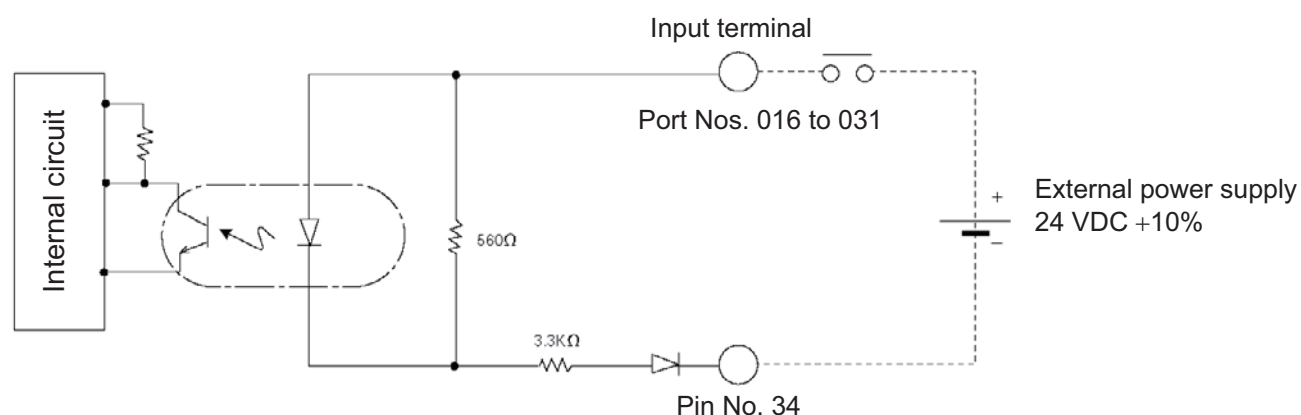 Input terminal
Port Nos. 016 to 031
Internal circuit
External power supply
24 VDC +10%
+
−
560Ω
3.3KΩ
Pin No. 34